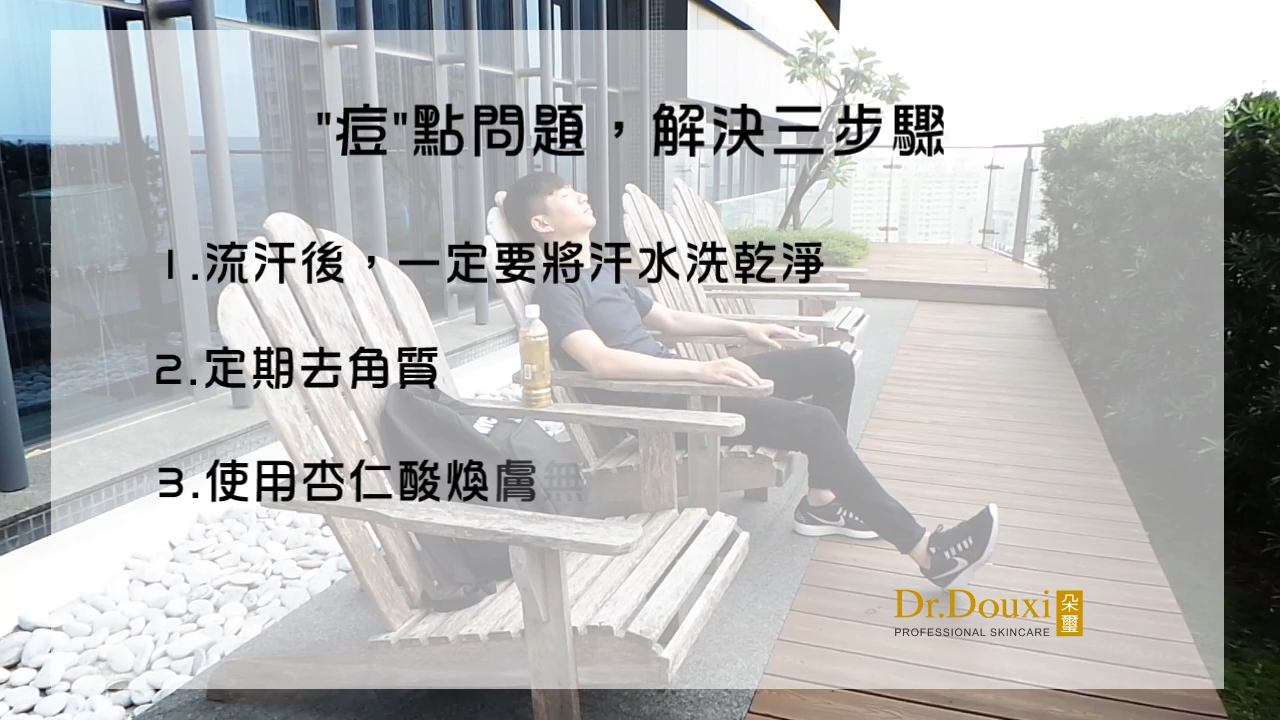 "痘"點問題，解決三步驟
1.流汗後，一定要將汗水洗乾淨
2.定期去角質
3.使用杏仁酸煥膚無
Dr.Douxi 朵璽
PROFESSIONAL SKINCARE